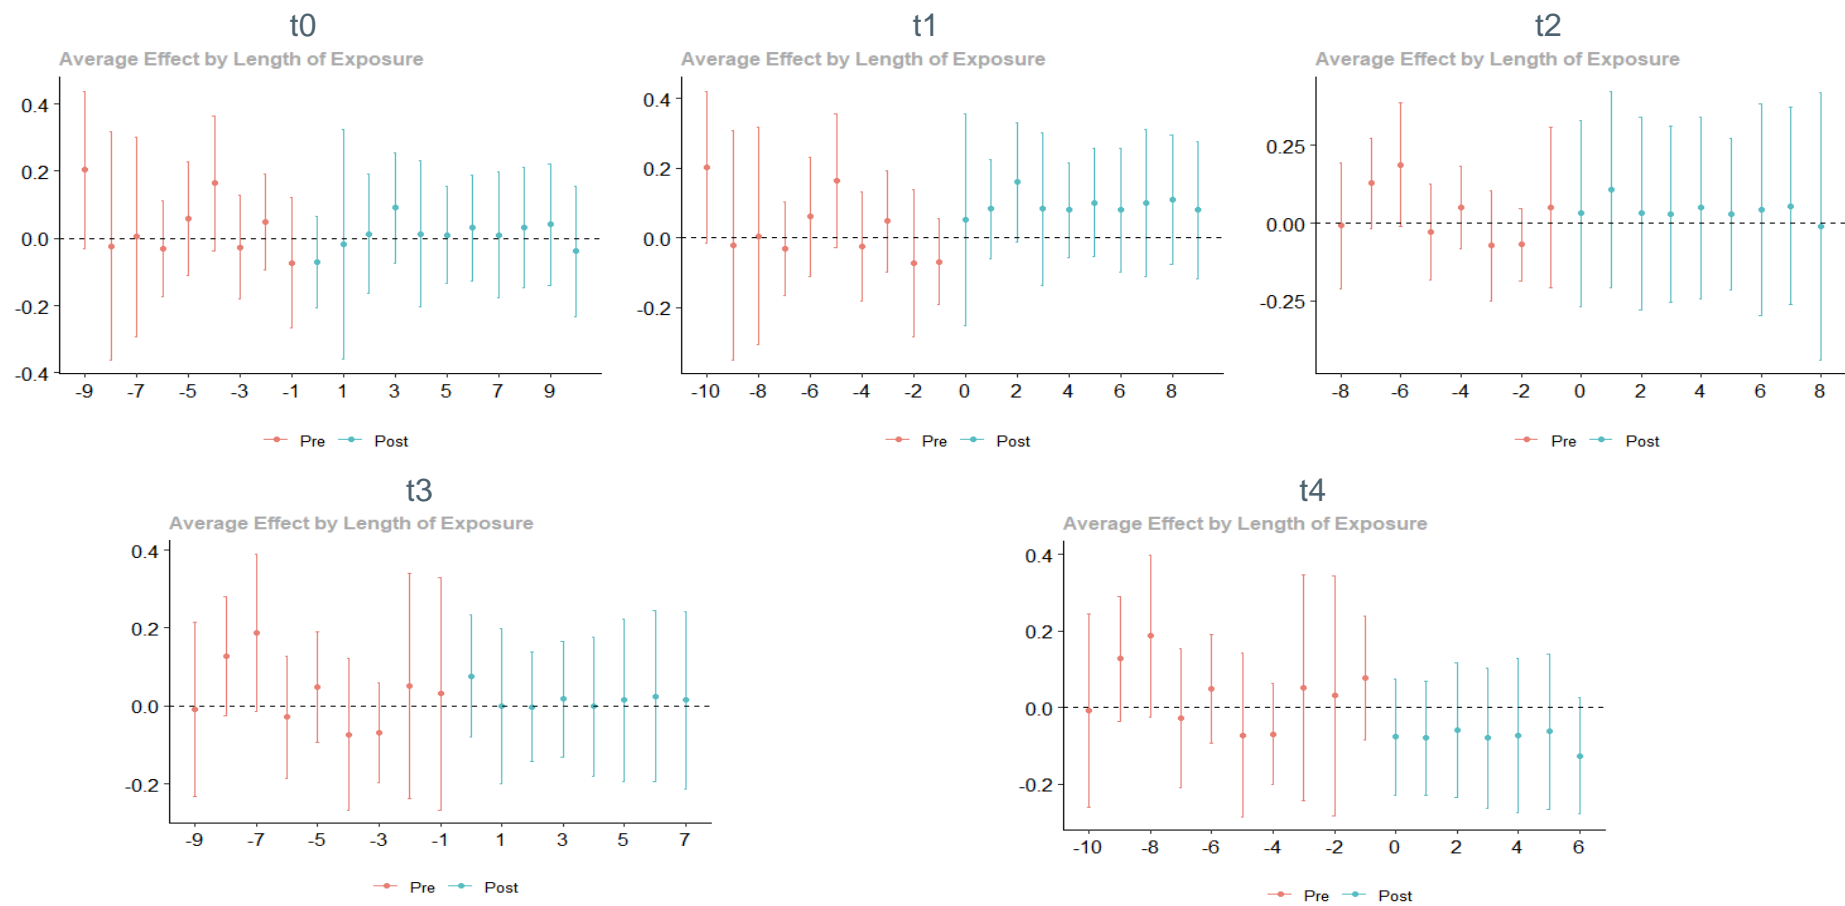 t0
Average Effect by Length of Exposure
0.4
0.2
0.0
-0.2
-0.4
-9 -7 -5 -3 -1 1 3 5 7 9
Pre Post
t1
Average Effect by Length of Exposure
0.4
0.2
0.0
-0.2
-10 -8 -6 -4 -2 0 2 4 6 8
Pre Post
t2
Average Effect by Length of Exposure
0.25
0.00
-0.25
-8 -6 -4 -2 0 2 4 6 8
Pre Post
t3
Average Effect by Length of Exposure
0.4
0.2
0.0
-0.2
-9 -7 -5 -3 -1 1 3 5 7
Pre Post
t4
Average Effect by Length of Exposure
0.4
0.2
0.0
-0.2
-10 -8 -6 -4 -2 0 2 4 6
Pre Post